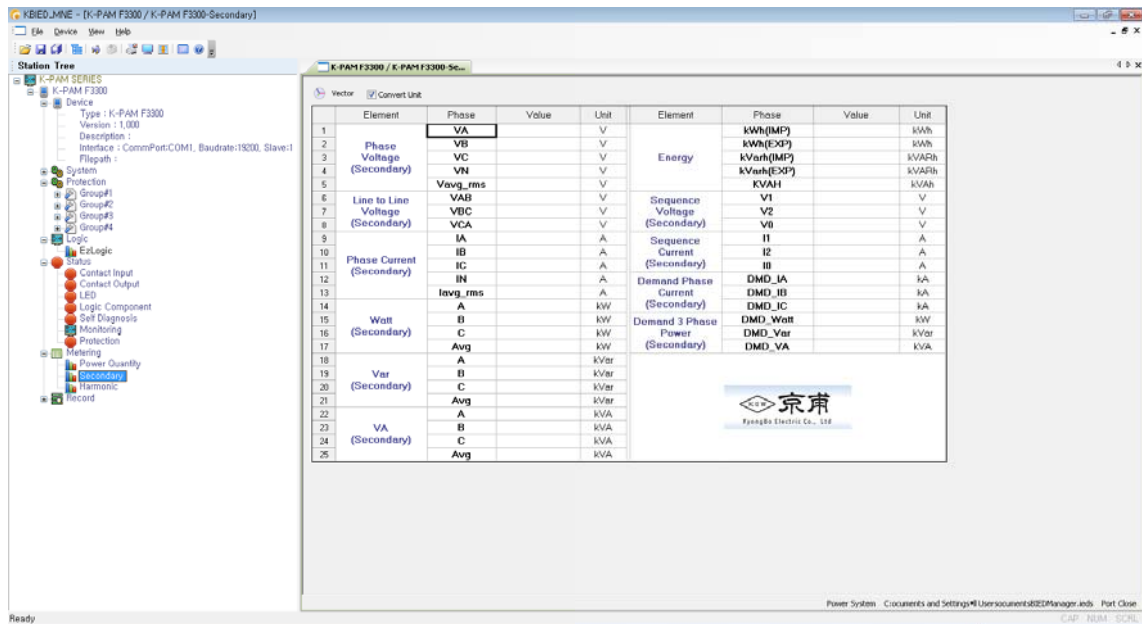 KBIED_MNE - [K-PAM F3300 / K-PAM F3300-Secondary]
File Device View Help
Station Tree
K-PAM SERIES
K-PAM F3300
Device
Type : K-PAM F3300
Version : 1,000
Description :
Interface : CommPort:COM1, Baudrate:19200, Slave:1
Filepath :
System
Protection
Group#1
Group#2
Group#3
Group#4
Logic
EzLogic
Status
Contact Input
Contact Output
LED
Logic Component
Self Diagnosis
Monitoring
Protection
Metering
Power Quantity
Secondary
Harmonic
Record
K-PAM F3300 / K-PAM F3300-Se...
Vector Convert Unit
Element Phase Value Unit Element Phase Value Unit
1 VA V kWh(IMP) kWh
2 Phase VB V kWh(EXP) kWh
3 Voltage VC V Energy kVarh(IMP) kVARh
4 (Secondary) VN V kVarh(EXP) kVARh
5 Vavg_rms V KVAH kVAh
6 Line to Line VAB V Sequence V1 V
7 Voltage VBC V Voltage V2 V
8 (Secondary) VCA V (Secondary) V0 V
9 IA A Sequence I1 A
10 Phase Current IB A Current I2 A
11 (Secondary) IC A (Secondary) I0 A
12 IN A Demand Phase DMD_IA kA
13 Iavg_rms A Current DMD_IB kA
14 A kW (Secondary) DMD_IC kA
15 Watt B kW Demand 3 Phase DMD_Watt kW
16 (Secondary) C kW Power DMD_Var kVar
17 Avg kW (Secondary) DMD_VA kVA
18 A kVar
19 Var B kVar
20 (Secondary) C kVar
21 Avg kVar
22 A kVA
23 VA B kVA
24 (Secondary) C kVA
25 Avg kVA
京甫
KyongBo Electric Co., Ltd
Power System C:ocuments and Settings\ll UsersocumentsBIEDManager.ieds Port Close
Ready CAP NUM SCRL